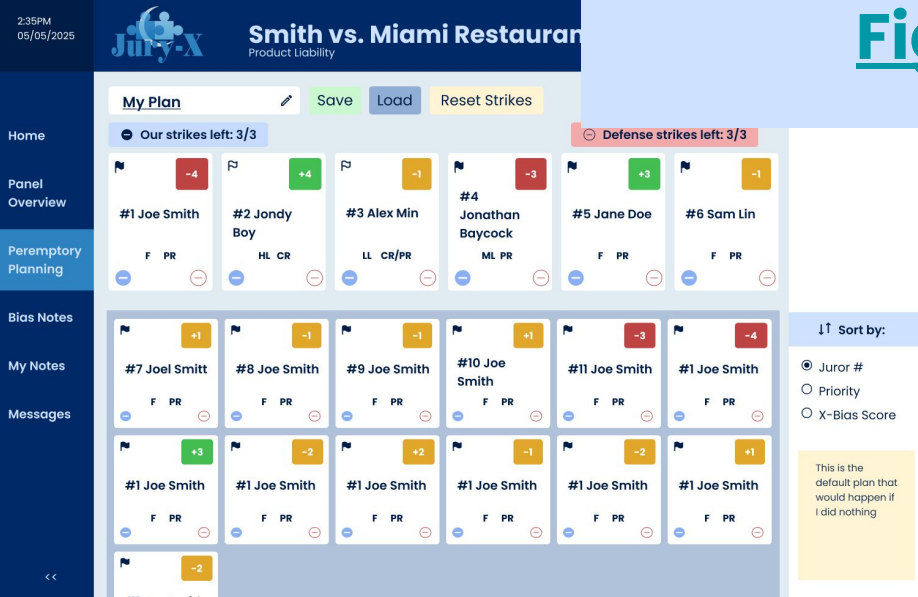 2:35PM
05/05/2025
Jury-X
Smith vs. Miami Restauran
Product Liability
Fig
Home
Panel
Overview
Peremptory
Planning
Bias Notes
My Notes
Messages
<<
My Plan
Save
Load
Reset Strikes
Our strikes left: 3/3
Defense strikes left: 3/3
-4
#1 Joe Smith
F PR
+4
#2 Jondy
Boy
HL CR
-1
#3 Alex Min
LL CR/PR
-3
#4
Jonathan
Baycock
ML PR
+3
#5 Jane Doe
F PR
-1
#6 Sam Lin
F PR
+1
#7 Joel Smitt
F PR
-1
#8 Joe Smith
F PR
-1
#9 Joe Smith
F PR
+1
#10 Joe
Smith
F PR
-3
#11 Joe Smith
F PR
-4
#1 Joe Smith
F PR
+3
#1 Joe Smith
F PR
-2
#1 Joe Smith
F PR
+2
#1 Joe Smith
F PR
-1
#1 Joe Smith
F PR
-2
#1 Joe Smith
F PR
+1
#1 Joe Smith
F PR
-2
Sort by:
Juror #
Priority
X-Bias Score
This is the
default plan that
would happen if
I did nothing